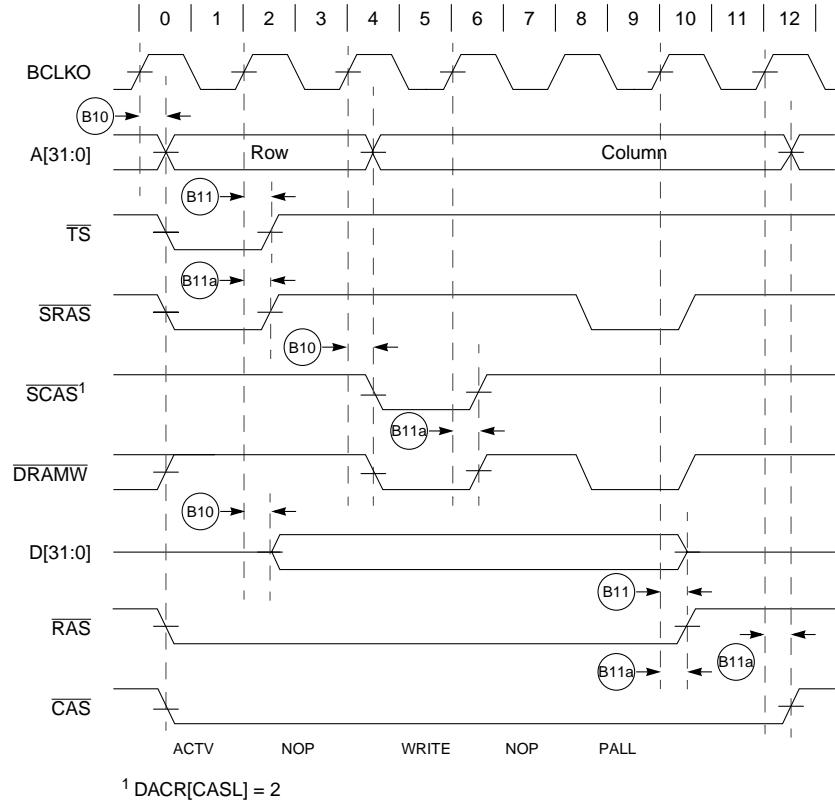 0 1 2 3 4 5 6 7 8 9 10 11 12
BCLKO
B10
A[31:0] Row Column
B11
TS
B11a
SRAS
B10
SCAS1
B11a
DRAMW
B10
D[31:0]
B11
RAS
B11a B11a
CAS
ACTV NOP WRITE NOP PALL
1 DACR[CASL] = 2